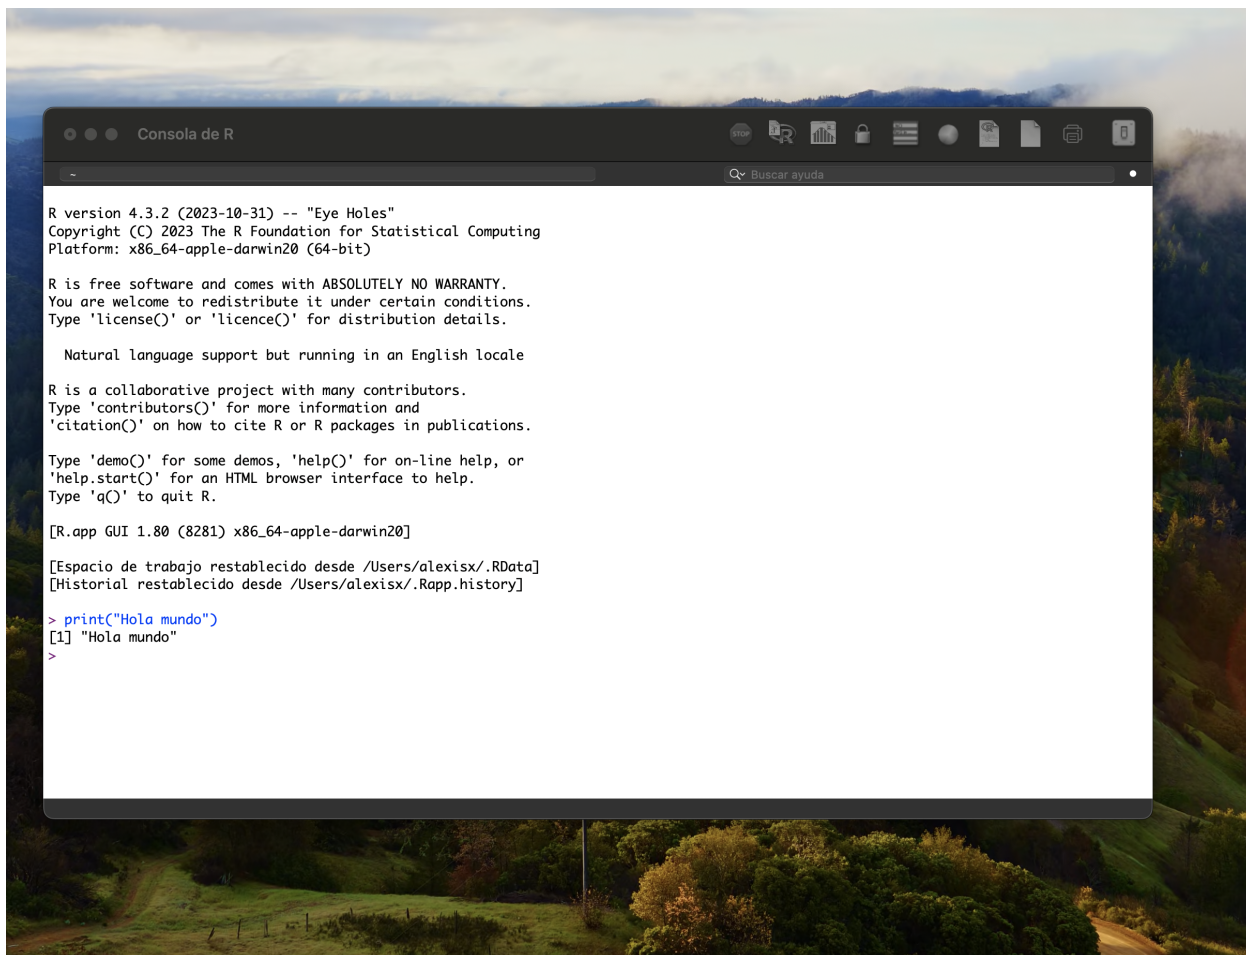 Consola de R
STOP
~
Buscar ayuda
R version 4.3.2 (2023-10-31) -- "Eye Holes"
Copyright (C) 2023 The R Foundation for Statistical Computing
Platform: x86_64-apple-darwin20 (64-bit)
R is free software and comes with ABSOLUTELY NO WARRANTY.
You are welcome to redistribute it under certain conditions.
Type 'license()' or 'licence()' for distribution details.
Natural language support but running in an English locale
R is a collaborative project with many contributors.
Type 'contributors()' for more information and
'citation()' on how to cite R or R packages in publications.
Type 'demo()' for some demos, 'help()' for on-line help, or
'help.start()' for an HTML browser interface to help.
Type 'q()' to quit R.
[R.app GUI 1.80 (8281) x86_64-apple-darwin20]
[Espacio de trabajo restablecido desde /Users/alexisx/.RData]
[Historial restablecido desde /Users/alexisx/.Rapp.history]
> print("Hola mundo")
[1] "Hola mundo"
>